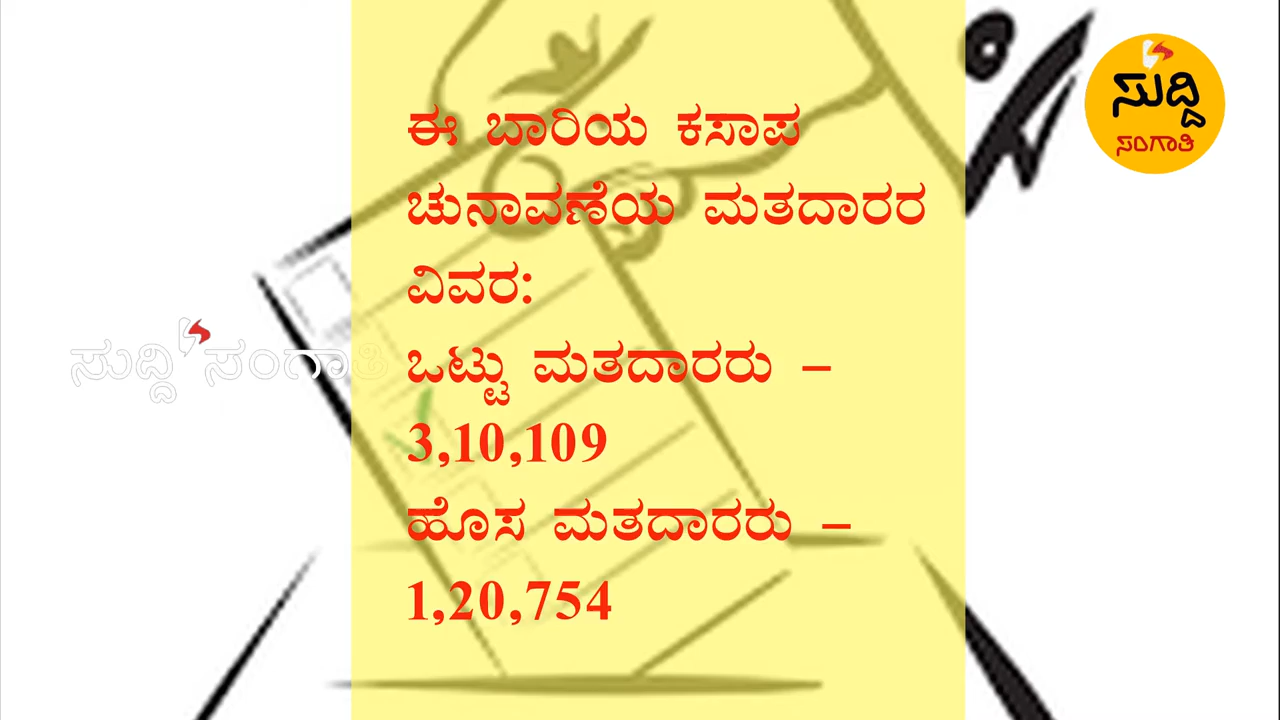 ಈ ಬಾರಿಯ ಕಸಾಪ
ಚುನಾವಣೆಯ ಮತದಾರರ
ವಿವರ:
ಒಟ್ಟು ಮತದಾರರು –
3,10,109
ಹೊಸ ಮತದಾರರು –
1,20,754
ಸುದ್ದಿ
ಸಂಗಾತಿ
ಸುದ್ದಿ ಸಂಗಾತಿ